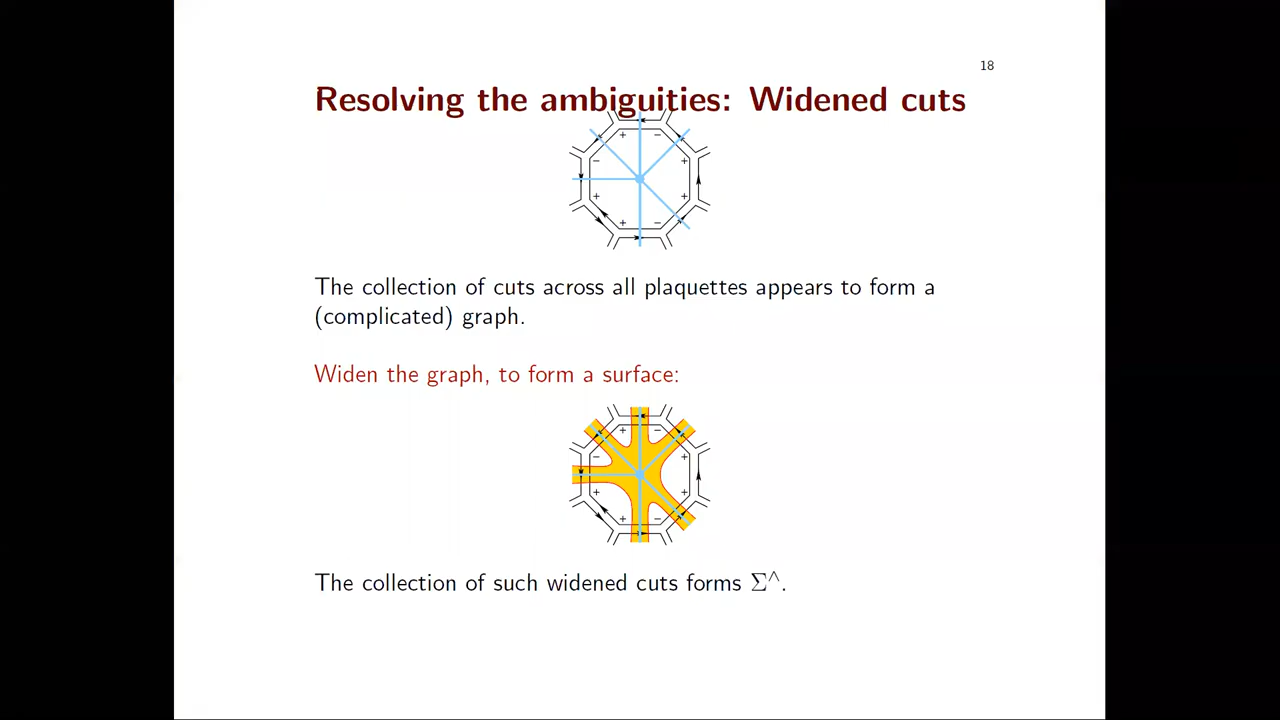 18
Resolving the ambiguities: Widened cuts
+ −
− +
+ +
+ −
The collection of cuts across all plaquettes appears to form a
(complicated) graph.
Widen the graph, to form a surface:
+ −
− +
+ +
+ −
The collection of such widened cuts forms Σ^.